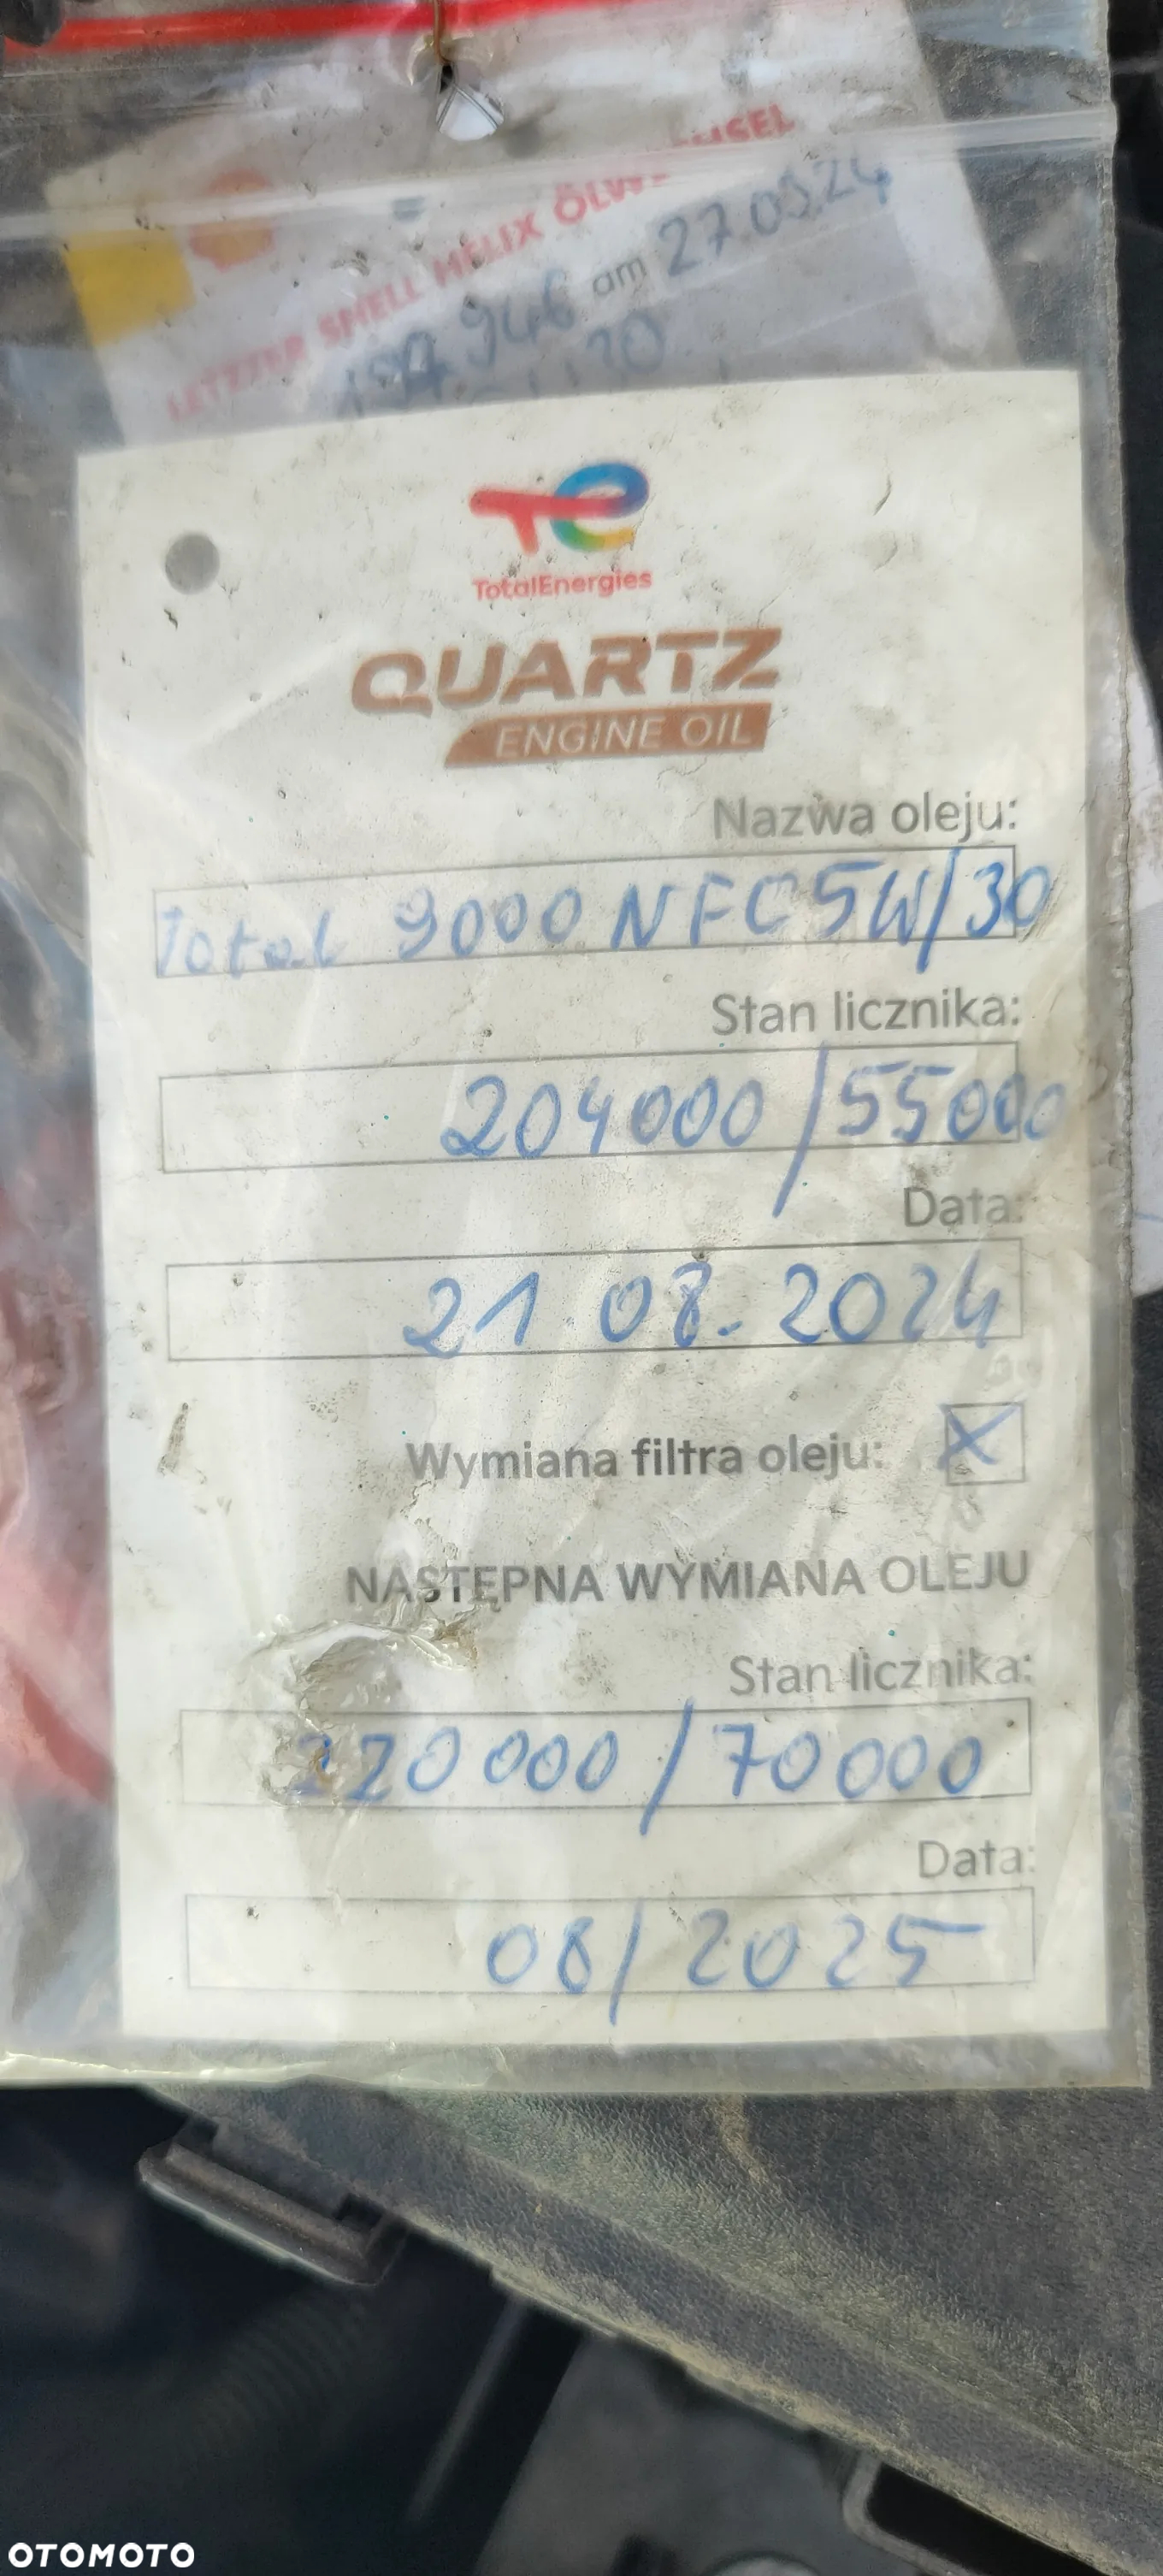 LETZTER SHELL HELIX
946 am 27.03.24
TotalEnergies
QUARTZ
ENGINE OIL
Nazwa oleju:
Total 9000 NFC 5W/30
Stan licznika:
204000/55000
Data:
21.08.2024
Wymiana filtra oleju: X
NASTĘPNA WYMIANA OLEJU
Stan licznika:
220000/70000
Data:
08/2025
OTOMOTO